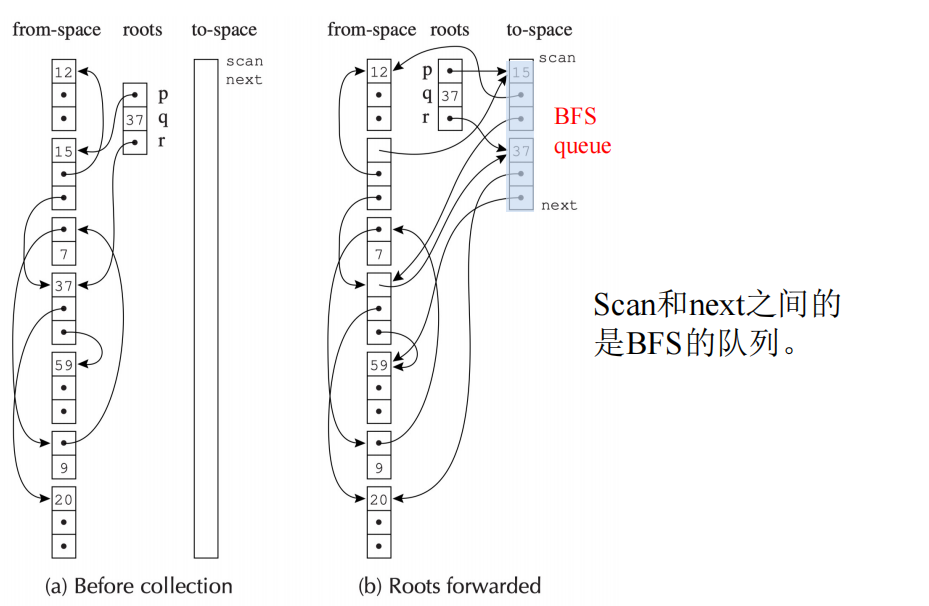 from-space roots to-space
scan
next
12
15
7
37
59
9
20
p
37 q
r
(a) Before collection
from-space roots to-space
scan
next
12
7
59
9
20
p
q 37
r
15
37
BFS
queue
(b) Roots forwarded
Scan和next之间的
是BFS的队列。